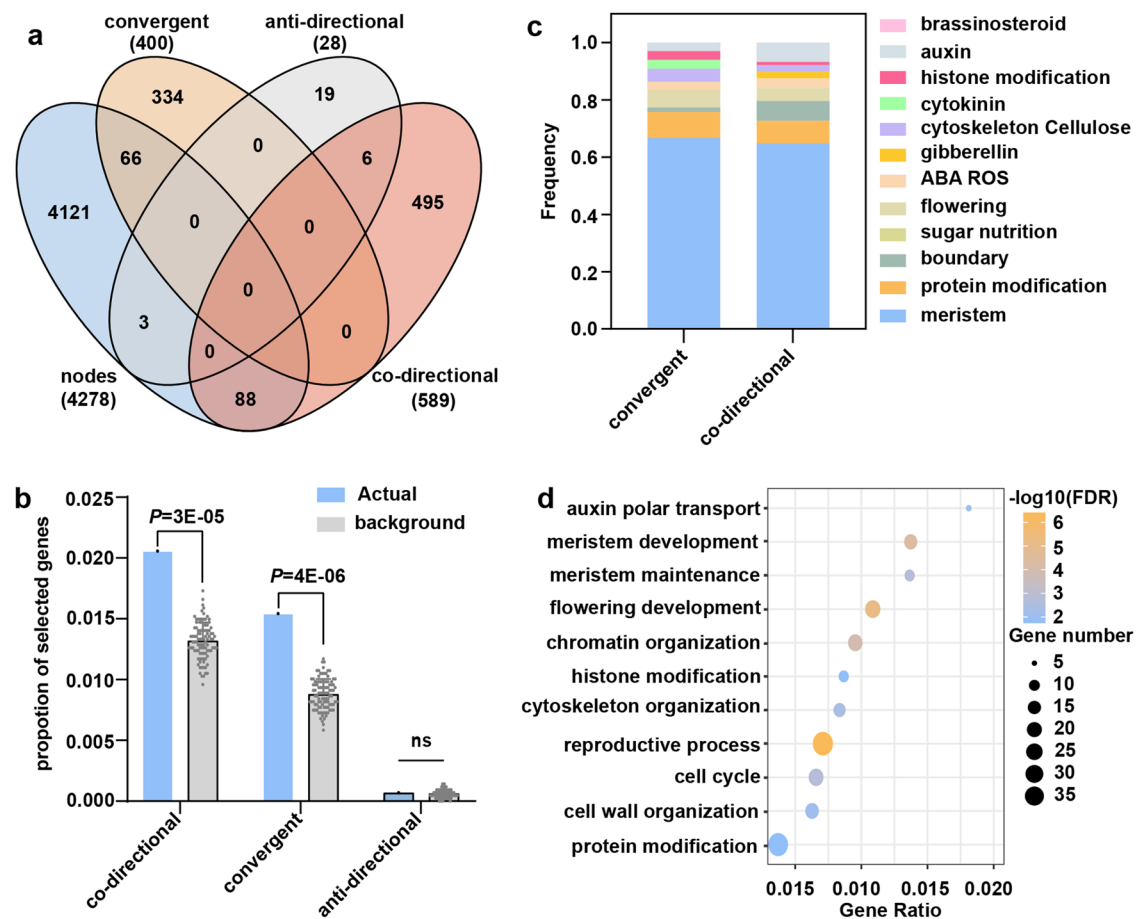 a
convergent
(400)
anti-directional
(28)
334
19
0
66
6
4121
495
0
0
0
3
0
0
88
nodes
(4278)
co-directional
(589)
c
Frequency
1.0
0.8
0.6
0.4
0.2
0.0
convergent
co-directional
brassinosteroid
auxin
histone modification
cytokinin
cytoskeleton Cellulose
gibberellin
ABA ROS
flowering
sugar nutrition
boundary
protein modification
meristem
b
propotion of selected genes
0.025
0.020
0.015
0.010
0.005
0.000
Actual
background
P=3E-05
P=4E-06
ns
co-directional
convergent
anti-directional
d
auxin polar transport
meristem development
meristem maintenance
flowering development
chromatin organization
histone modification
cytoskeleton organization
reproductive process
cell cycle
cell wall organization
protein modification
0.015 0.010 0.015 0.020
Gene Ratio
-log10(FDR)
6
5
4
3
2
Gene number
5
10
15
20
25
30
35